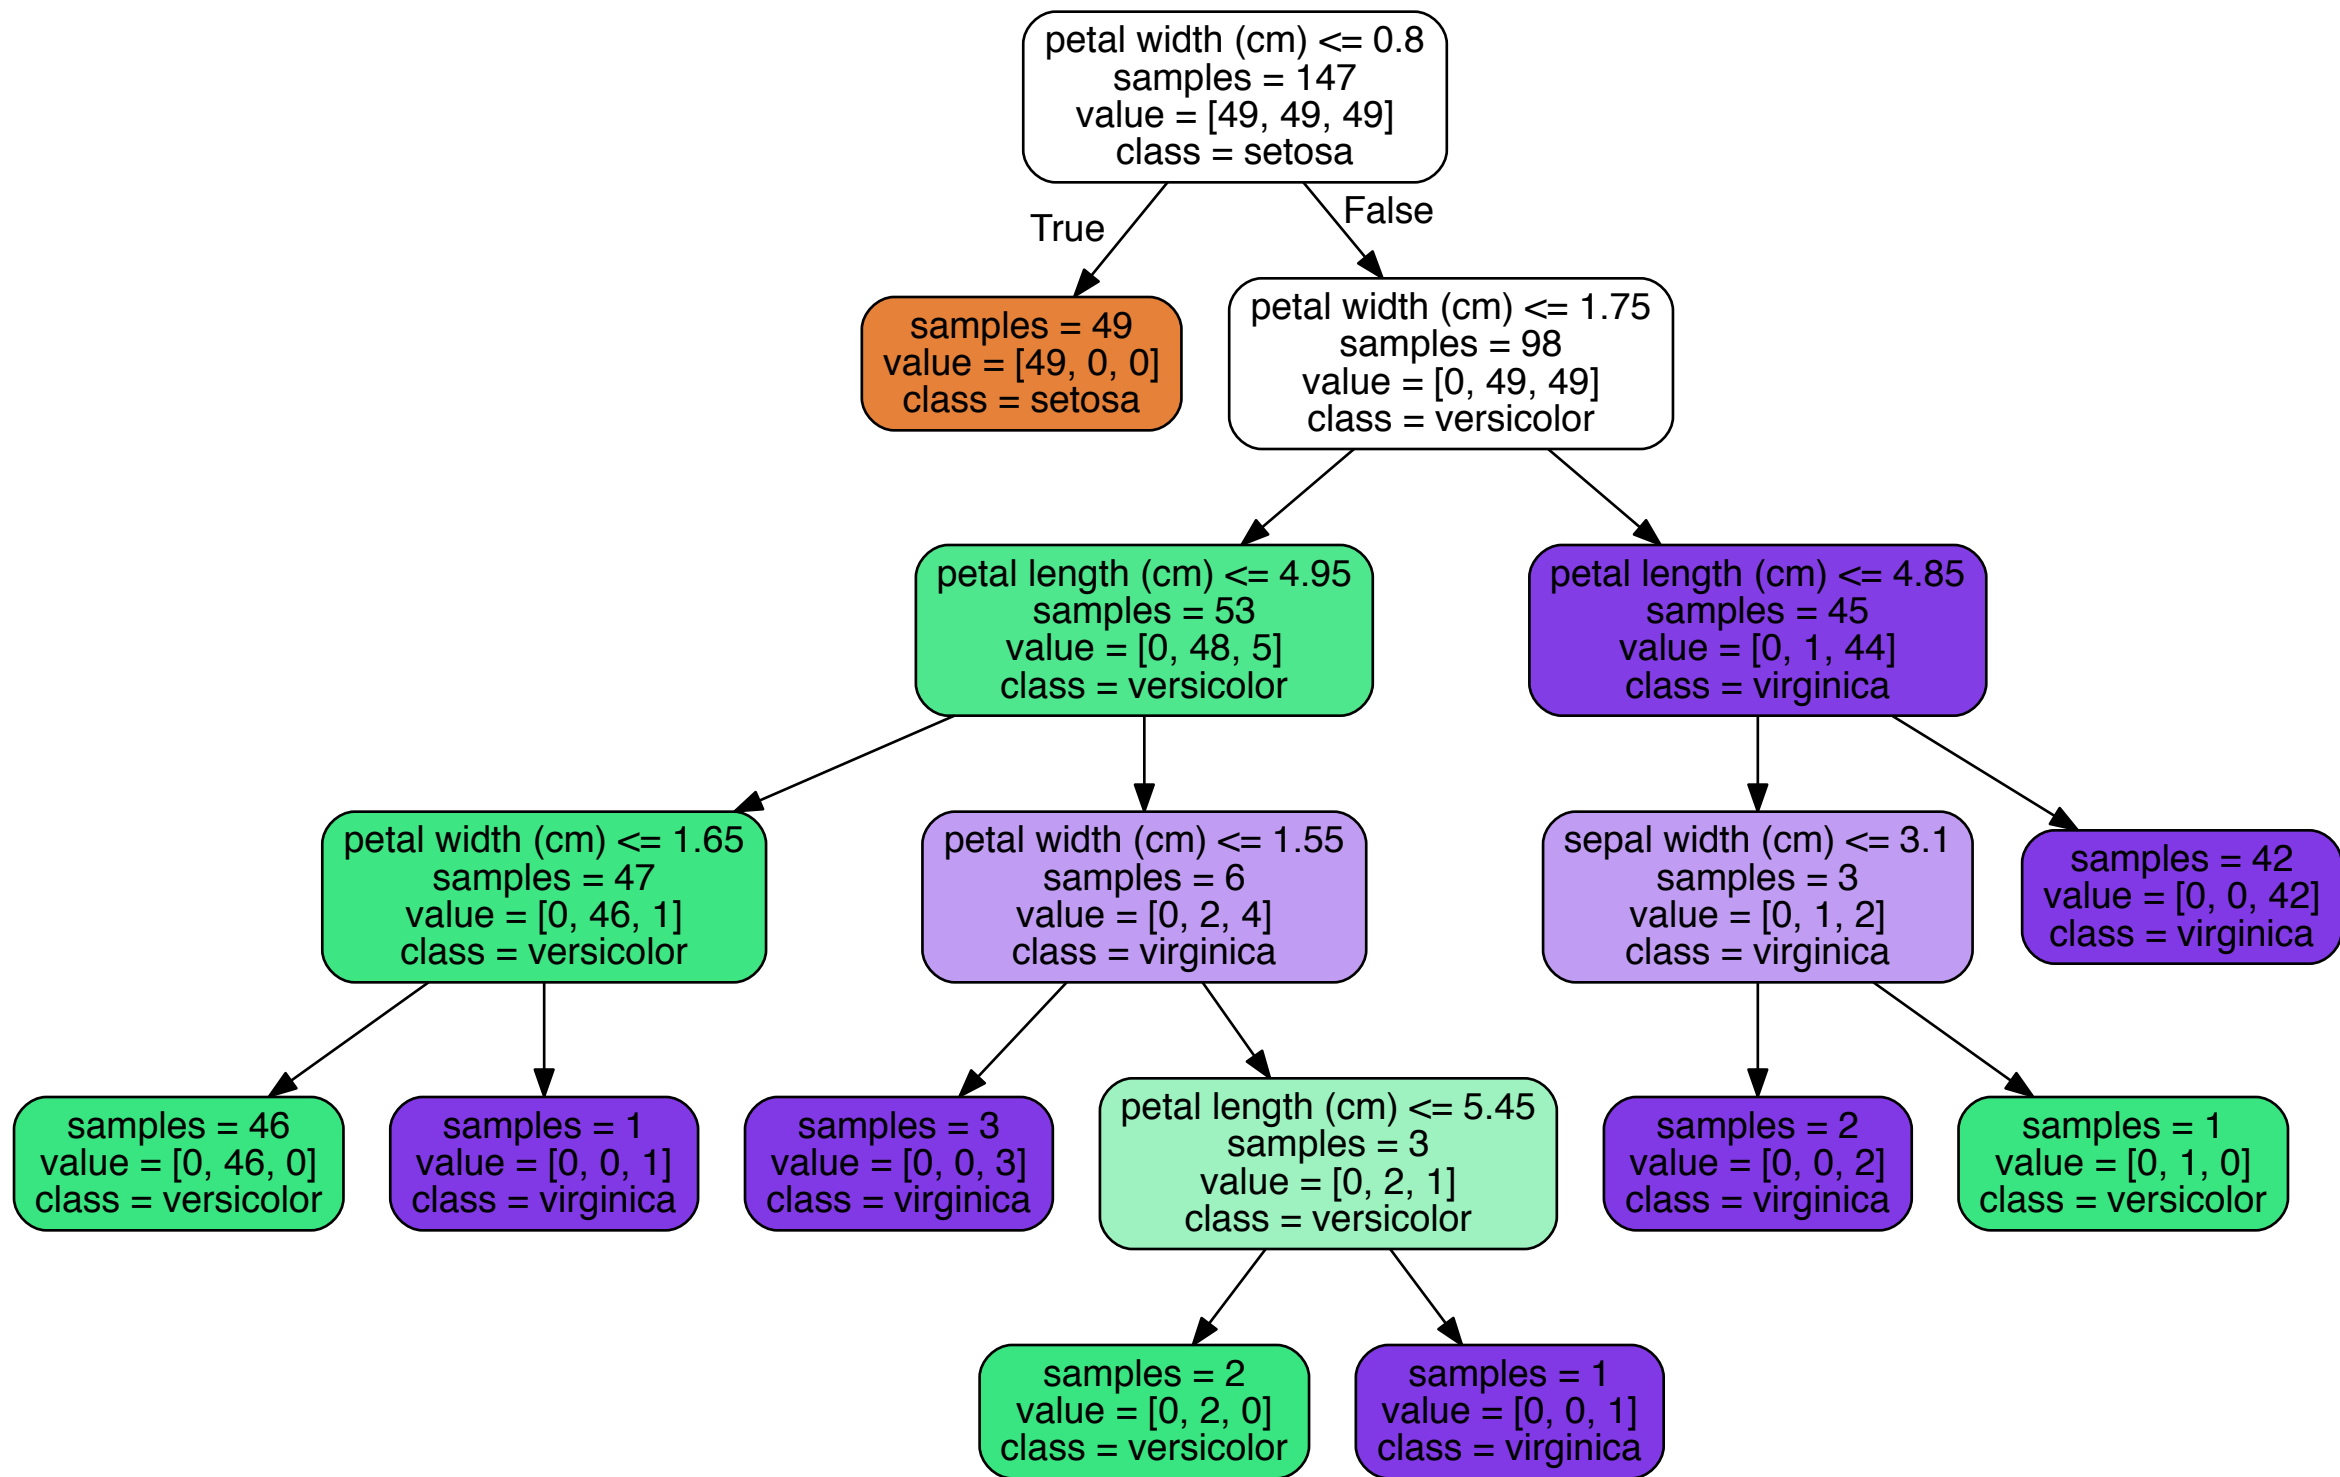 petal width (cm) <= 0.8
samples = 147
value = [49, 49, 49]
class = setosa
True
False
samples = 49
value = [49, 0, 0]
class = setosa
petal width (cm) <= 1.75
samples = 98
value = [0, 49, 49]
class = versicolor
petal length (cm) <= 4.95
samples = 53
value = [0, 48, 5]
class = versicolor
petal length (cm) <= 4.85
samples = 45
value = [0, 1, 44]
class = virginica
petal width (cm) <= 1.65
samples = 47
value = [0, 46, 1]
class = versicolor
petal width (cm) <= 1.55
samples = 6
value = [0, 2, 4]
class = virginica
sepal width (cm) <= 3.1
samples = 3
value = [0, 1, 2]
class = virginica
samples = 42
value = [0, 0, 42]
class = virginica
samples = 46
value = [0, 46, 0]
class = versicolor
samples = 1
value = [0, 0, 1]
class = virginica
samples = 3
value = [0, 0, 3]
class = virginica
petal length (cm) <= 5.45
samples = 3
value = [0, 2, 1]
class = versicolor
samples = 2
value = [0, 0, 2]
class = virginica
samples = 1
value = [0, 1, 0]
class = versicolor
samples = 2
value = [0, 2, 0]
class = versicolor
samples = 1
value = [0, 0, 1]
class = virginica